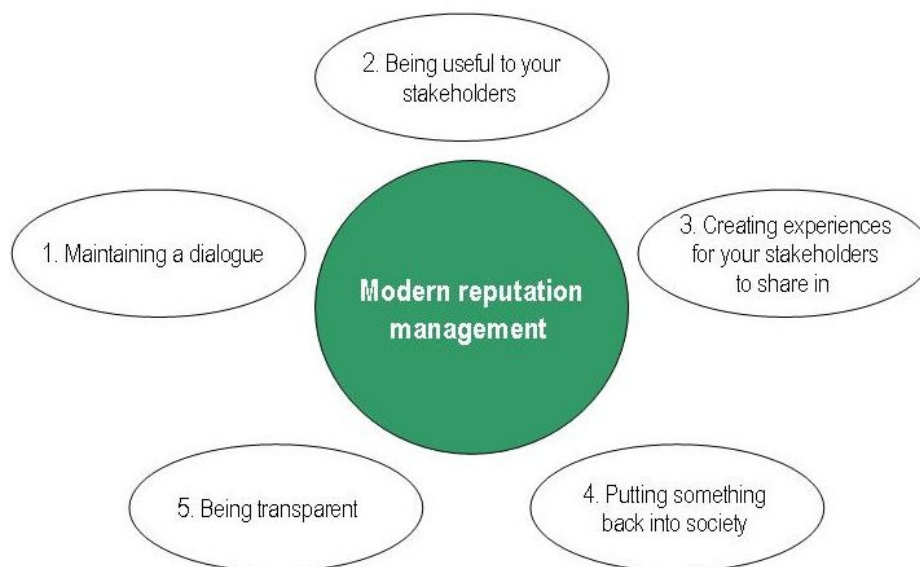 2. Being useful to your
stakeholders
1. Maintaining a dialogue
3. Creating experiences
for your stakeholders
to share in
Modern reputation
management
5. Being transparent
4. Putting something
back into society